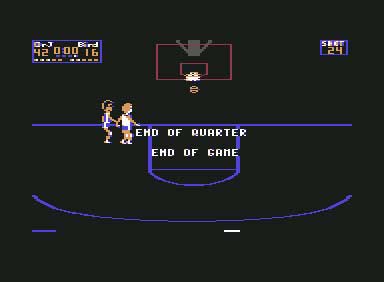 Dr.J Bird
42 0:00 16
SHOT
24
END OF QUARTER
END OF GAME